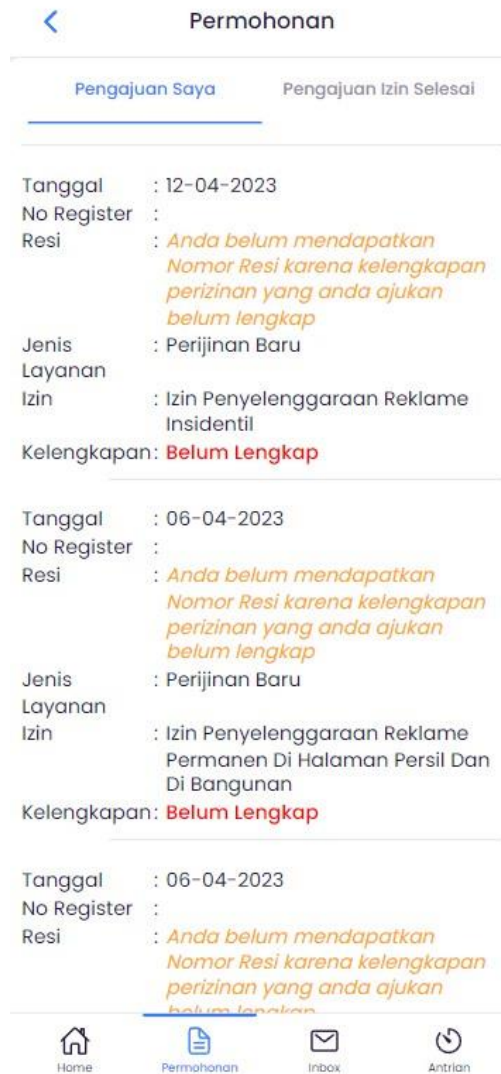 Permohonan
Pengajuan Saya Pengajuan Izin Selesai
Tanggal : 12-04-2023
No Register :
Resi : Anda belum mendapatkan
Nomor Resi karena kelengkapan
perizinan yang anda ajukan
belum lengkap
Jenis : Perijinan Baru
Layanan
Izin : Izin Penyelenggaraan Reklame
Insidentil
Kelengkapan: Belum Lengkap
Tanggal : 06-04-2023
No Register :
Resi : Anda belum mendapatkan
Nomor Resi karena kelengkapan
perizinan yang anda ajukan
belum lengkap
Jenis : Perijinan Baru
Layanan
Izin : Izin Penyelenggaraan Reklame
Permanen Di Halaman Persil Dan
Di Bangunan
Kelengkapan: Belum Lengkap
Tanggal : 06-04-2023
No Register :
Resi : Anda belum mendapatkan
Nomor Resi karena kelengkapan
perizinan yang anda ajukan
belum lengkap
Home Permohonan Inbox Antrian